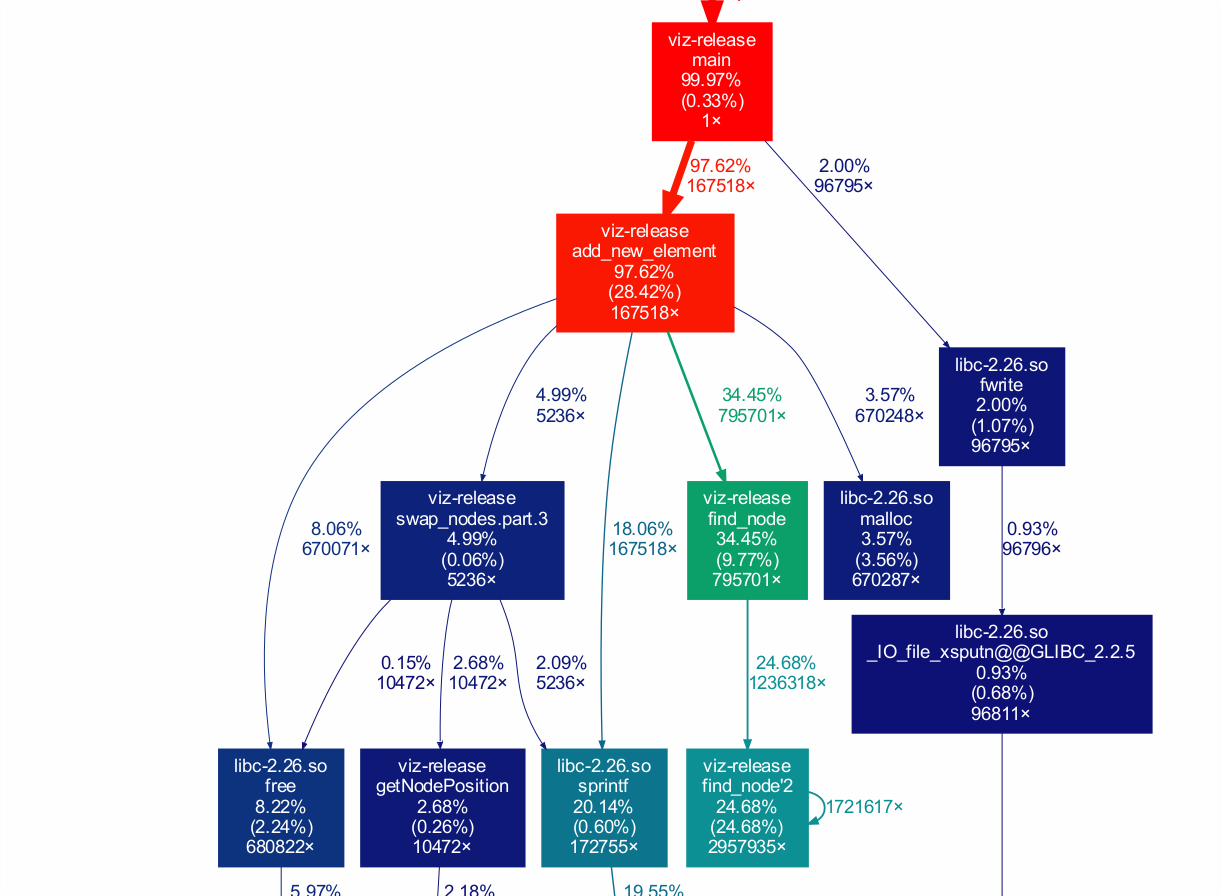 viz-release
main
99.97%
(0.33%)
1×
97.62%
167518×
2.00%
96795×
viz-release
add_new_element
97.62%
(28.42%)
167518×
4.99%
5236×
34.45%
795701×
3.57%
670248×
libc-2.26.so
fwrite
2.00%
(1.07%)
96795×
8.06%
670071×
viz-release
swap_nodes.part.3
4.99%
(0.06%)
5236×
18.06%
167518×
viz-release
find_node
34.45%
(9.77%)
795701×
libc-2.26.so
malloc
3.57%
(3.56%)
670287×
0.93%
96796×
0.15%
10472×
2.68%
10472×
2.09%
5236×
24.68%
1236318×
libc-2.26.so
_IO_file_xsputn@@GLIBC_2.2.5
0.93%
(0.68%)
96811×
libc-2.26.so
free
8.22%
(2.24%)
680822×
viz-release
getNodePosition
2.68%
(0.26%)
10472×
libc-2.26.so
sprintf
20.14%
(0.60%)
172755×
viz-release
find_node'2
24.68%
(24.68%)
2957935×
1721617×
5.97%
2.18%
19.55%